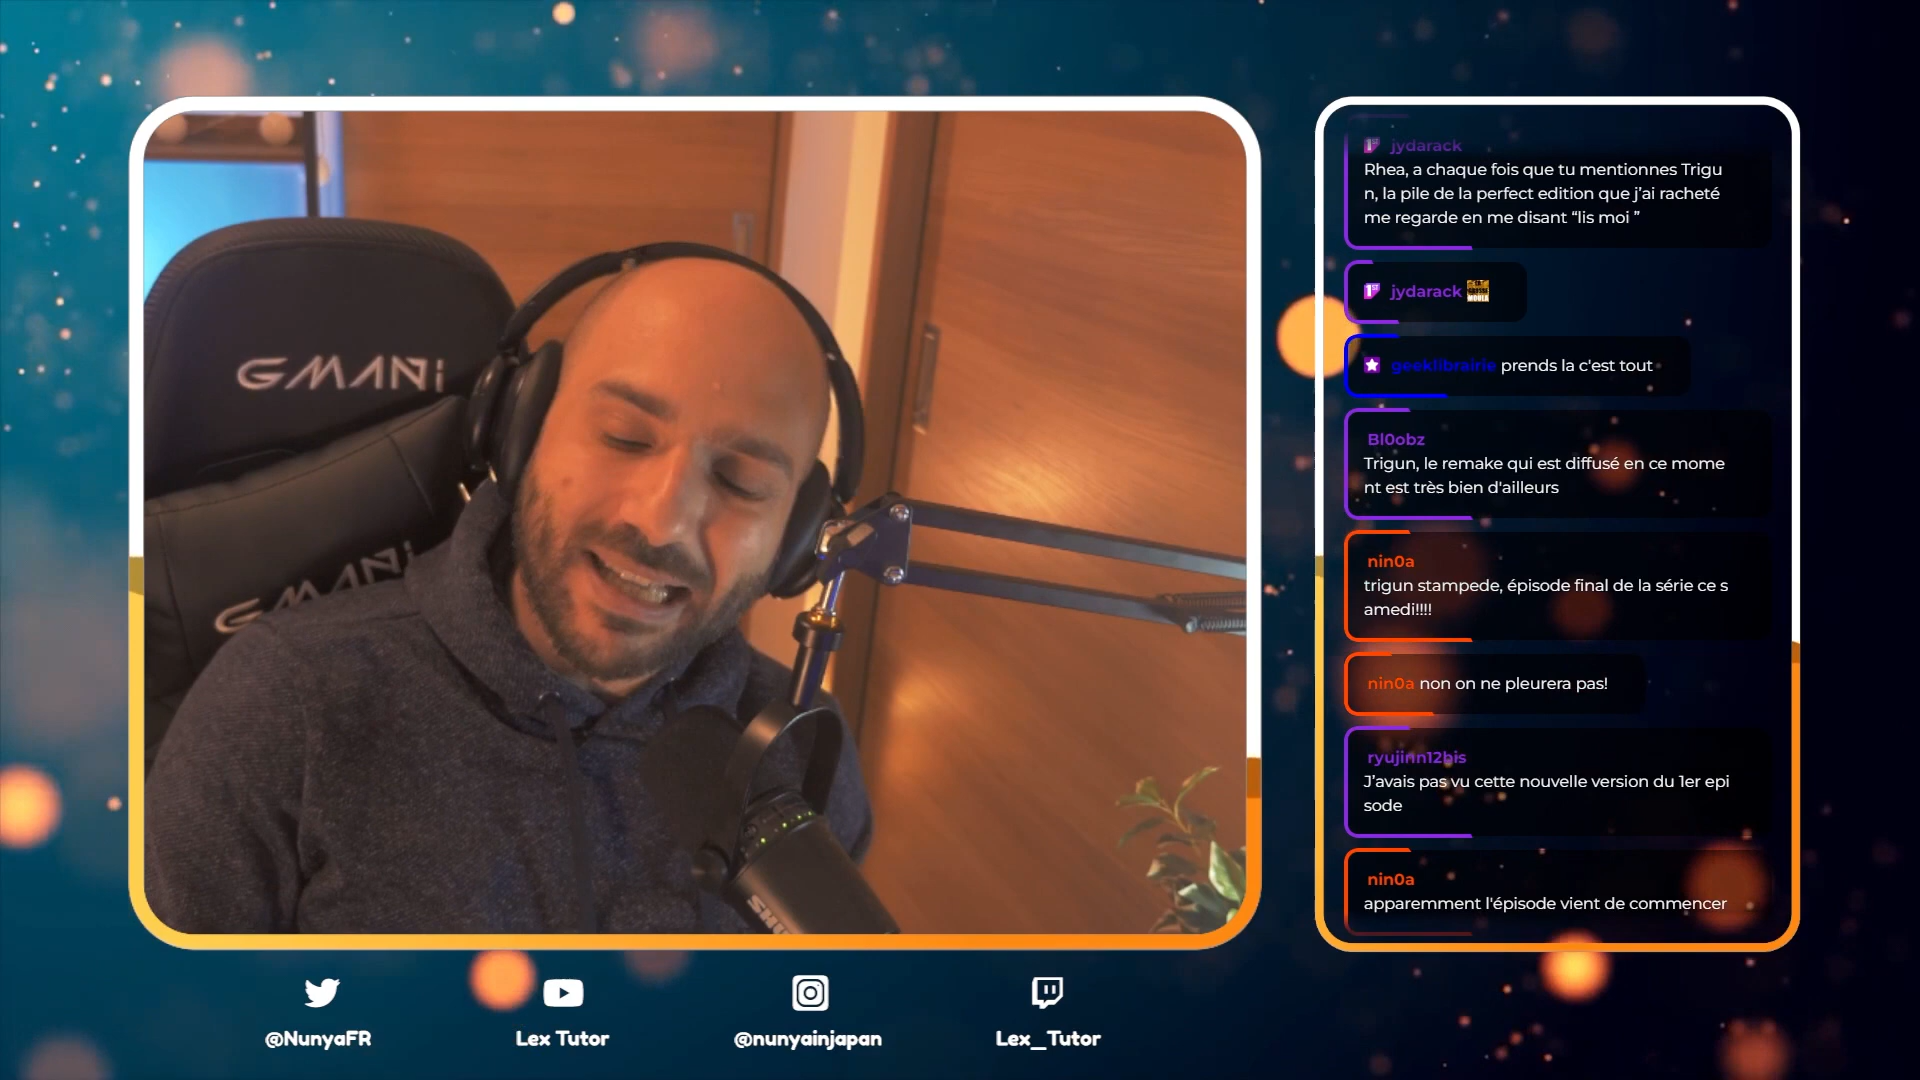 GMANi
GMANi
SHU
@NunyaFR
Lex Tutor
@nunyainjapan
Lex_Tutor
jydarack
Rhea, a chaque fois que tu mentionnes Trigu
n, la pile de la perfect edition que j'ai racheté
me regarde en me disant “lis moi ”
jydarack
geeklibrairie prends la c'est tout
Bl0obz
Trigun, le remake qui est diffusé en ce mome
nt est très bien d'ailleurs
nin0a
trigun stampede, épisode final de la série ce s
amedi!!!!
nin0a non on ne pleurera pas!
ryujinn12bis
J'avais pas vu cette nouvelle version du 1er epi
sode
nin0a
apparemment l'épisode vient de commencer